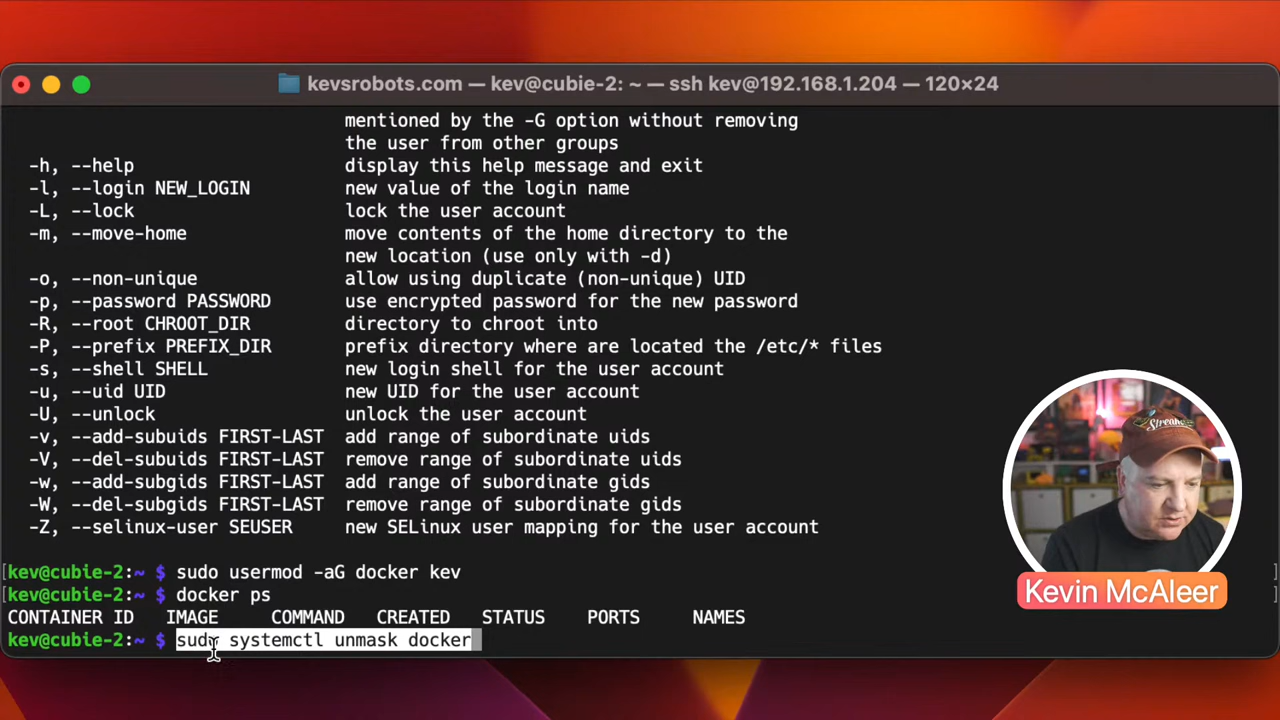 kevsrobots.com — kev@cubie-2: ~ — ssh kev@192.168.1.204 — 120×24
mentioned by the -G option without removing
the user from other groups
-h, --help display this help message and exit
-l, --login NEW_LOGIN new value of the login name
-L, --lock lock the user account
-m, --move-home move contents of the home directory to the
new location (use only with -d)
-o, --non-unique allow using duplicate (non-unique) UID
-p, --password PASSWORD use encrypted password for the new password
-R, --root CHROOT_DIR directory to chroot into
-P, --prefix PREFIX_DIR prefix directory where are located the /etc/* files
-s, --shell SHELL new login shell for the user account
-u, --uid UID new UID for the user account
-U, --unlock unlock the user account
-v, --add-subuids FIRST-LAST add range of subordinate uids
-V, --del-subuids FIRST-LAST remove range of subordinate uids
-w, --add-subgids FIRST-LAST add range of subordinate gids
-W, --del-subgids FIRST-LAST remove range of subordinate gids
-Z, --selinux-user SEUSER new SELinux user mapping for the user account
[kev@cubie-2:~ $ sudo usermod -aG docker kev ]
[kev@cubie-2:~ $ docker ps ]
CONTAINER ID IMAGE COMMAND CREATED STATUS PORTS NAMES
kev@cubie-2:~ $ sudo systemctl unmask docker
Streaks
Kevin McAleer